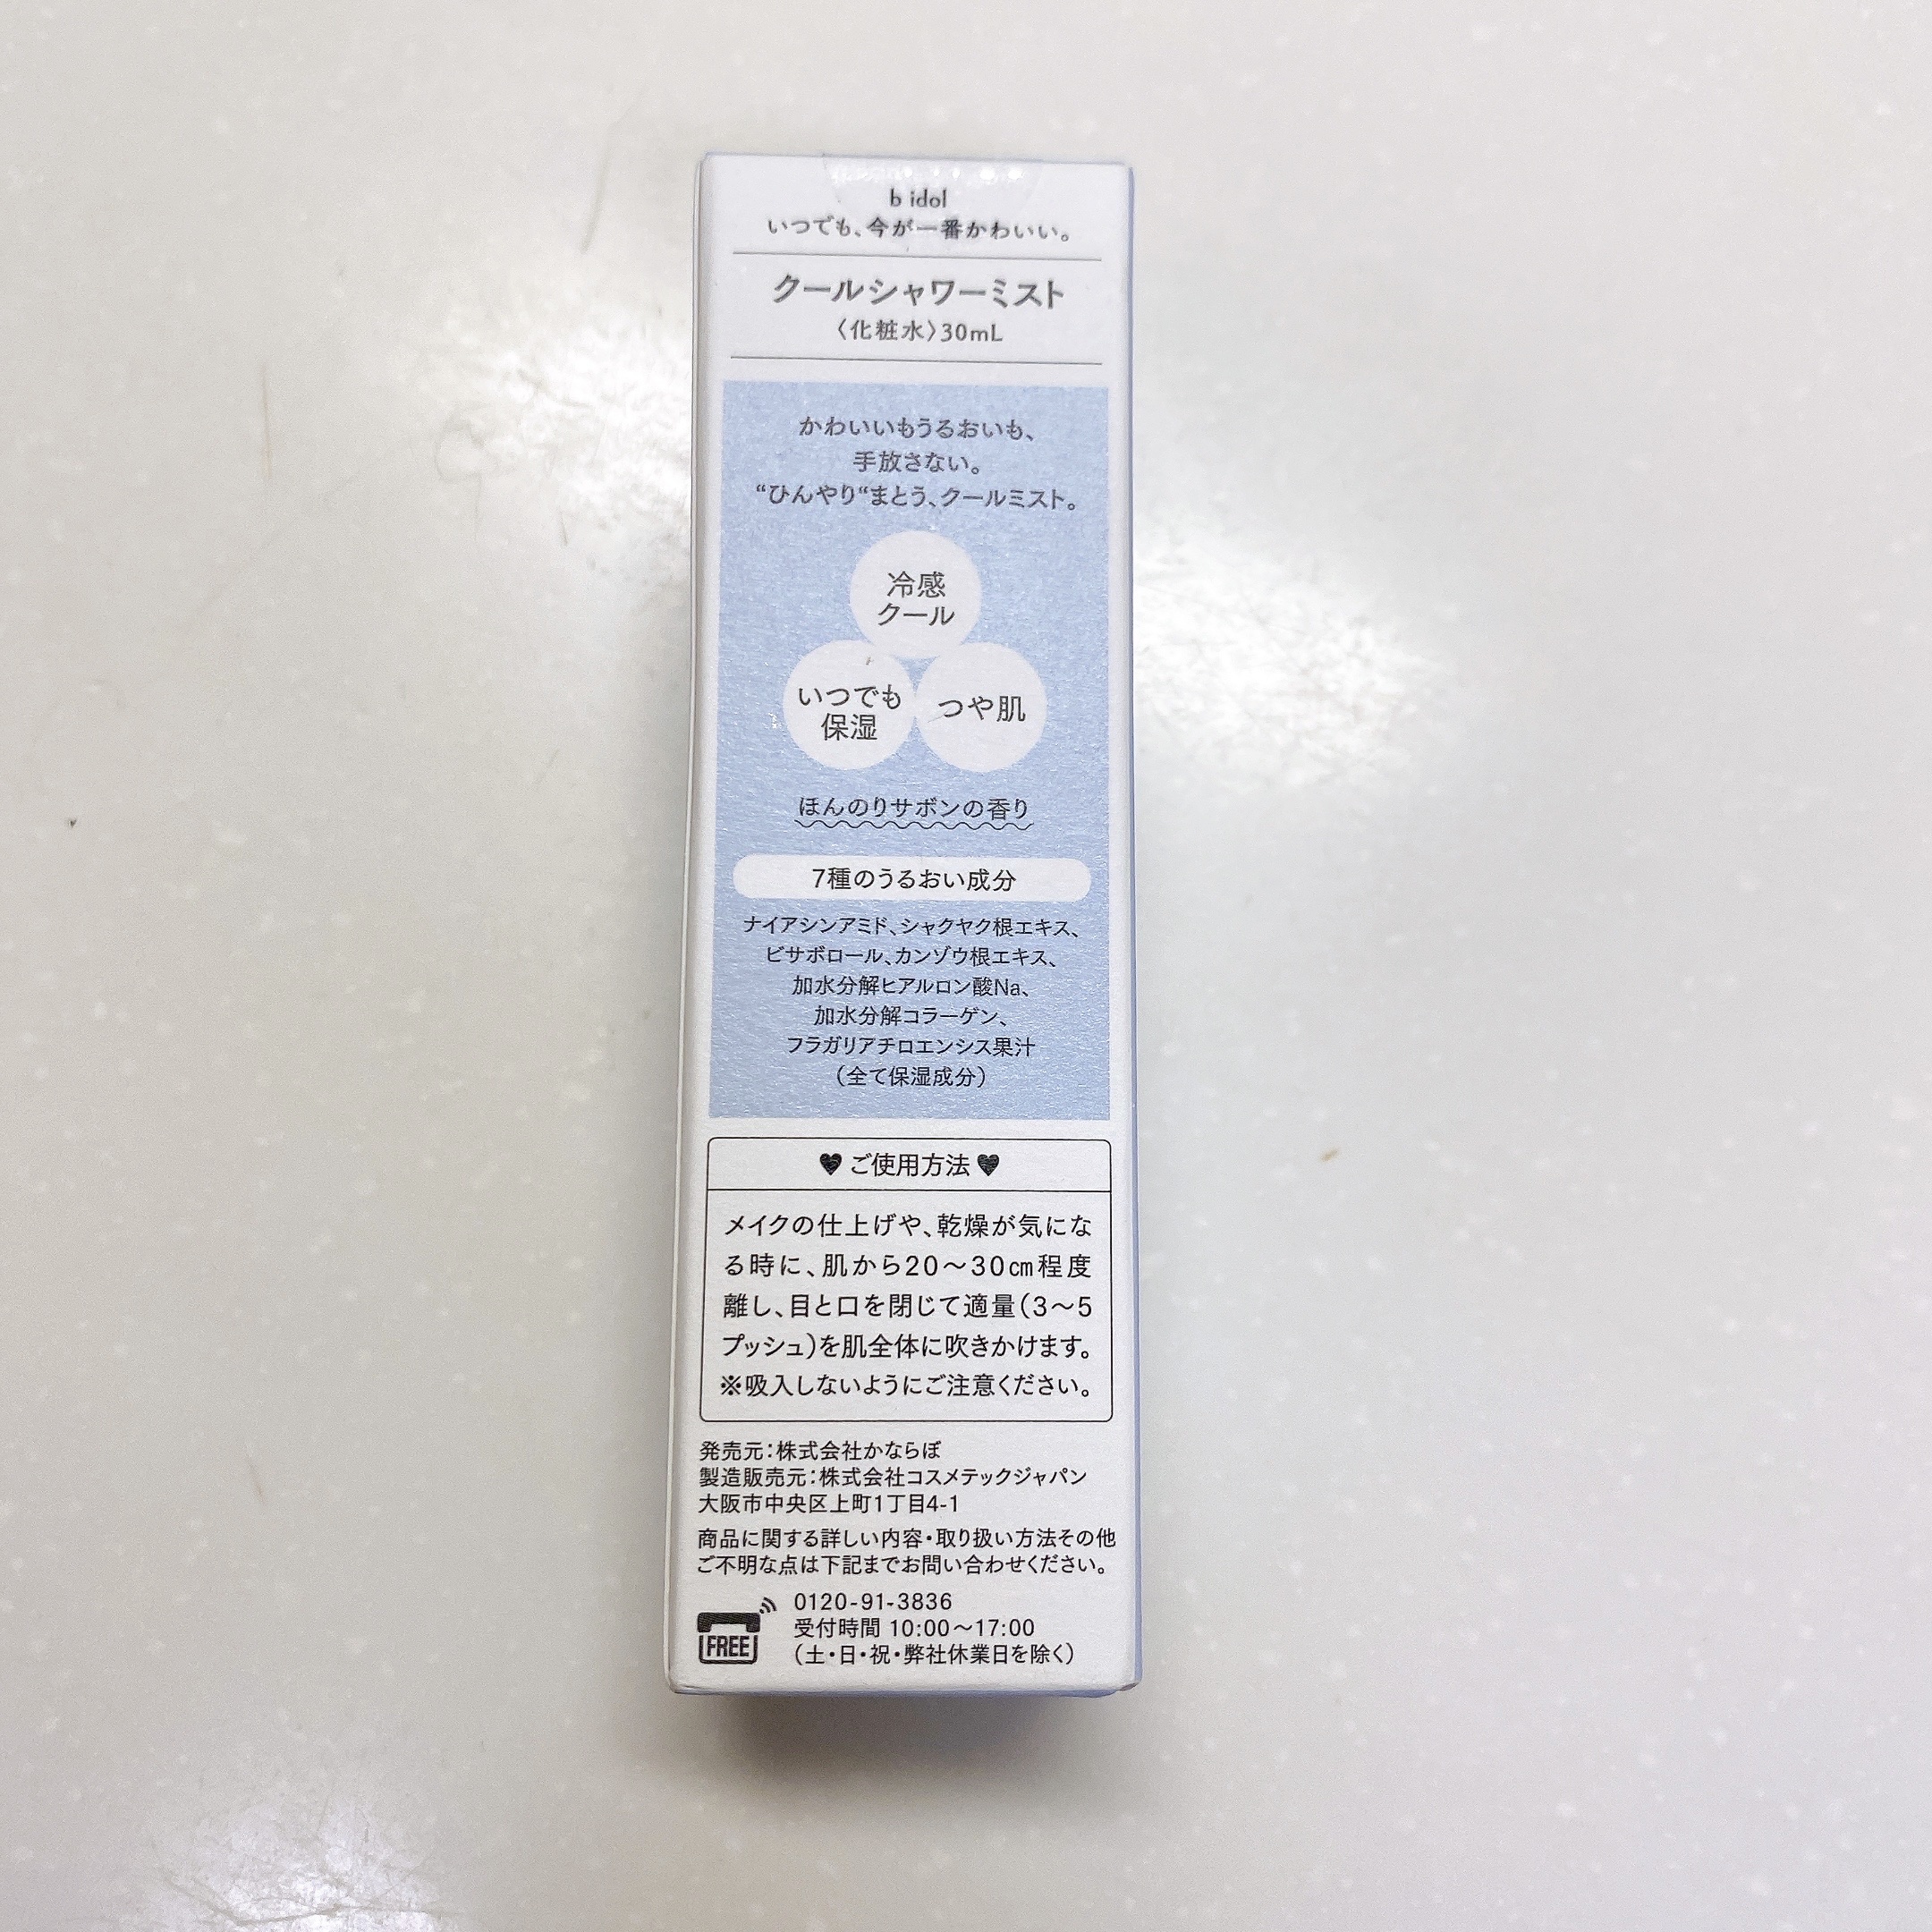 b idol
いつでも、今が一番かわいい。
クールシャワーミスト
〈化粧水〉30mL
かわいいもうるおいも、
手放さない。
“ひんやり“まとう、クールミスト。
冷感
クール
いつでも
保湿
つや肌
ほんのりサボンの香り
7種のうるおい成分
ナイアシンアミド、シャクヤク根エキス、
ビサボロール、カンゾウ根エキス、
加水分解ヒアルロン酸Na、
加水分解コラーゲン、
フラガリアチロエンシス果汁
（全て保湿成分）
♥ ご使用方法 ♥
メイクの仕上げや、乾燥が気にな
る時に、肌から20～30㎝程度
離し、目と口を閉じて適量（3～5
プッシュ）を肌全体に吹きかけます。
※吸入しないようにご注意ください。
発売元：株式会社かならぼ
製造販売元：株式会社コスメテックジャパン
大阪市中央区上町1丁目4-1
商品に関する詳しい内容・取り扱い方法その他
ご不明な点は下記までお問い合わせください。
FREE
0120-91-3836
受付時間 10:00～17:00
（土・日・祝・弊社休業日を除く）